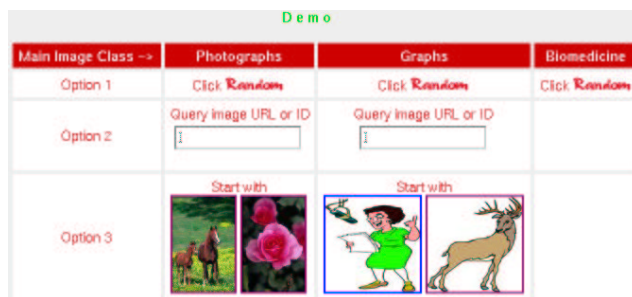 Demo
Main Image Class --> Photographs Graphs Biomedicine
Option 1 Click Random Click Random Click Random
Query image URL or ID Query image URL or ID
Option 2
Start with Start with
Option 3